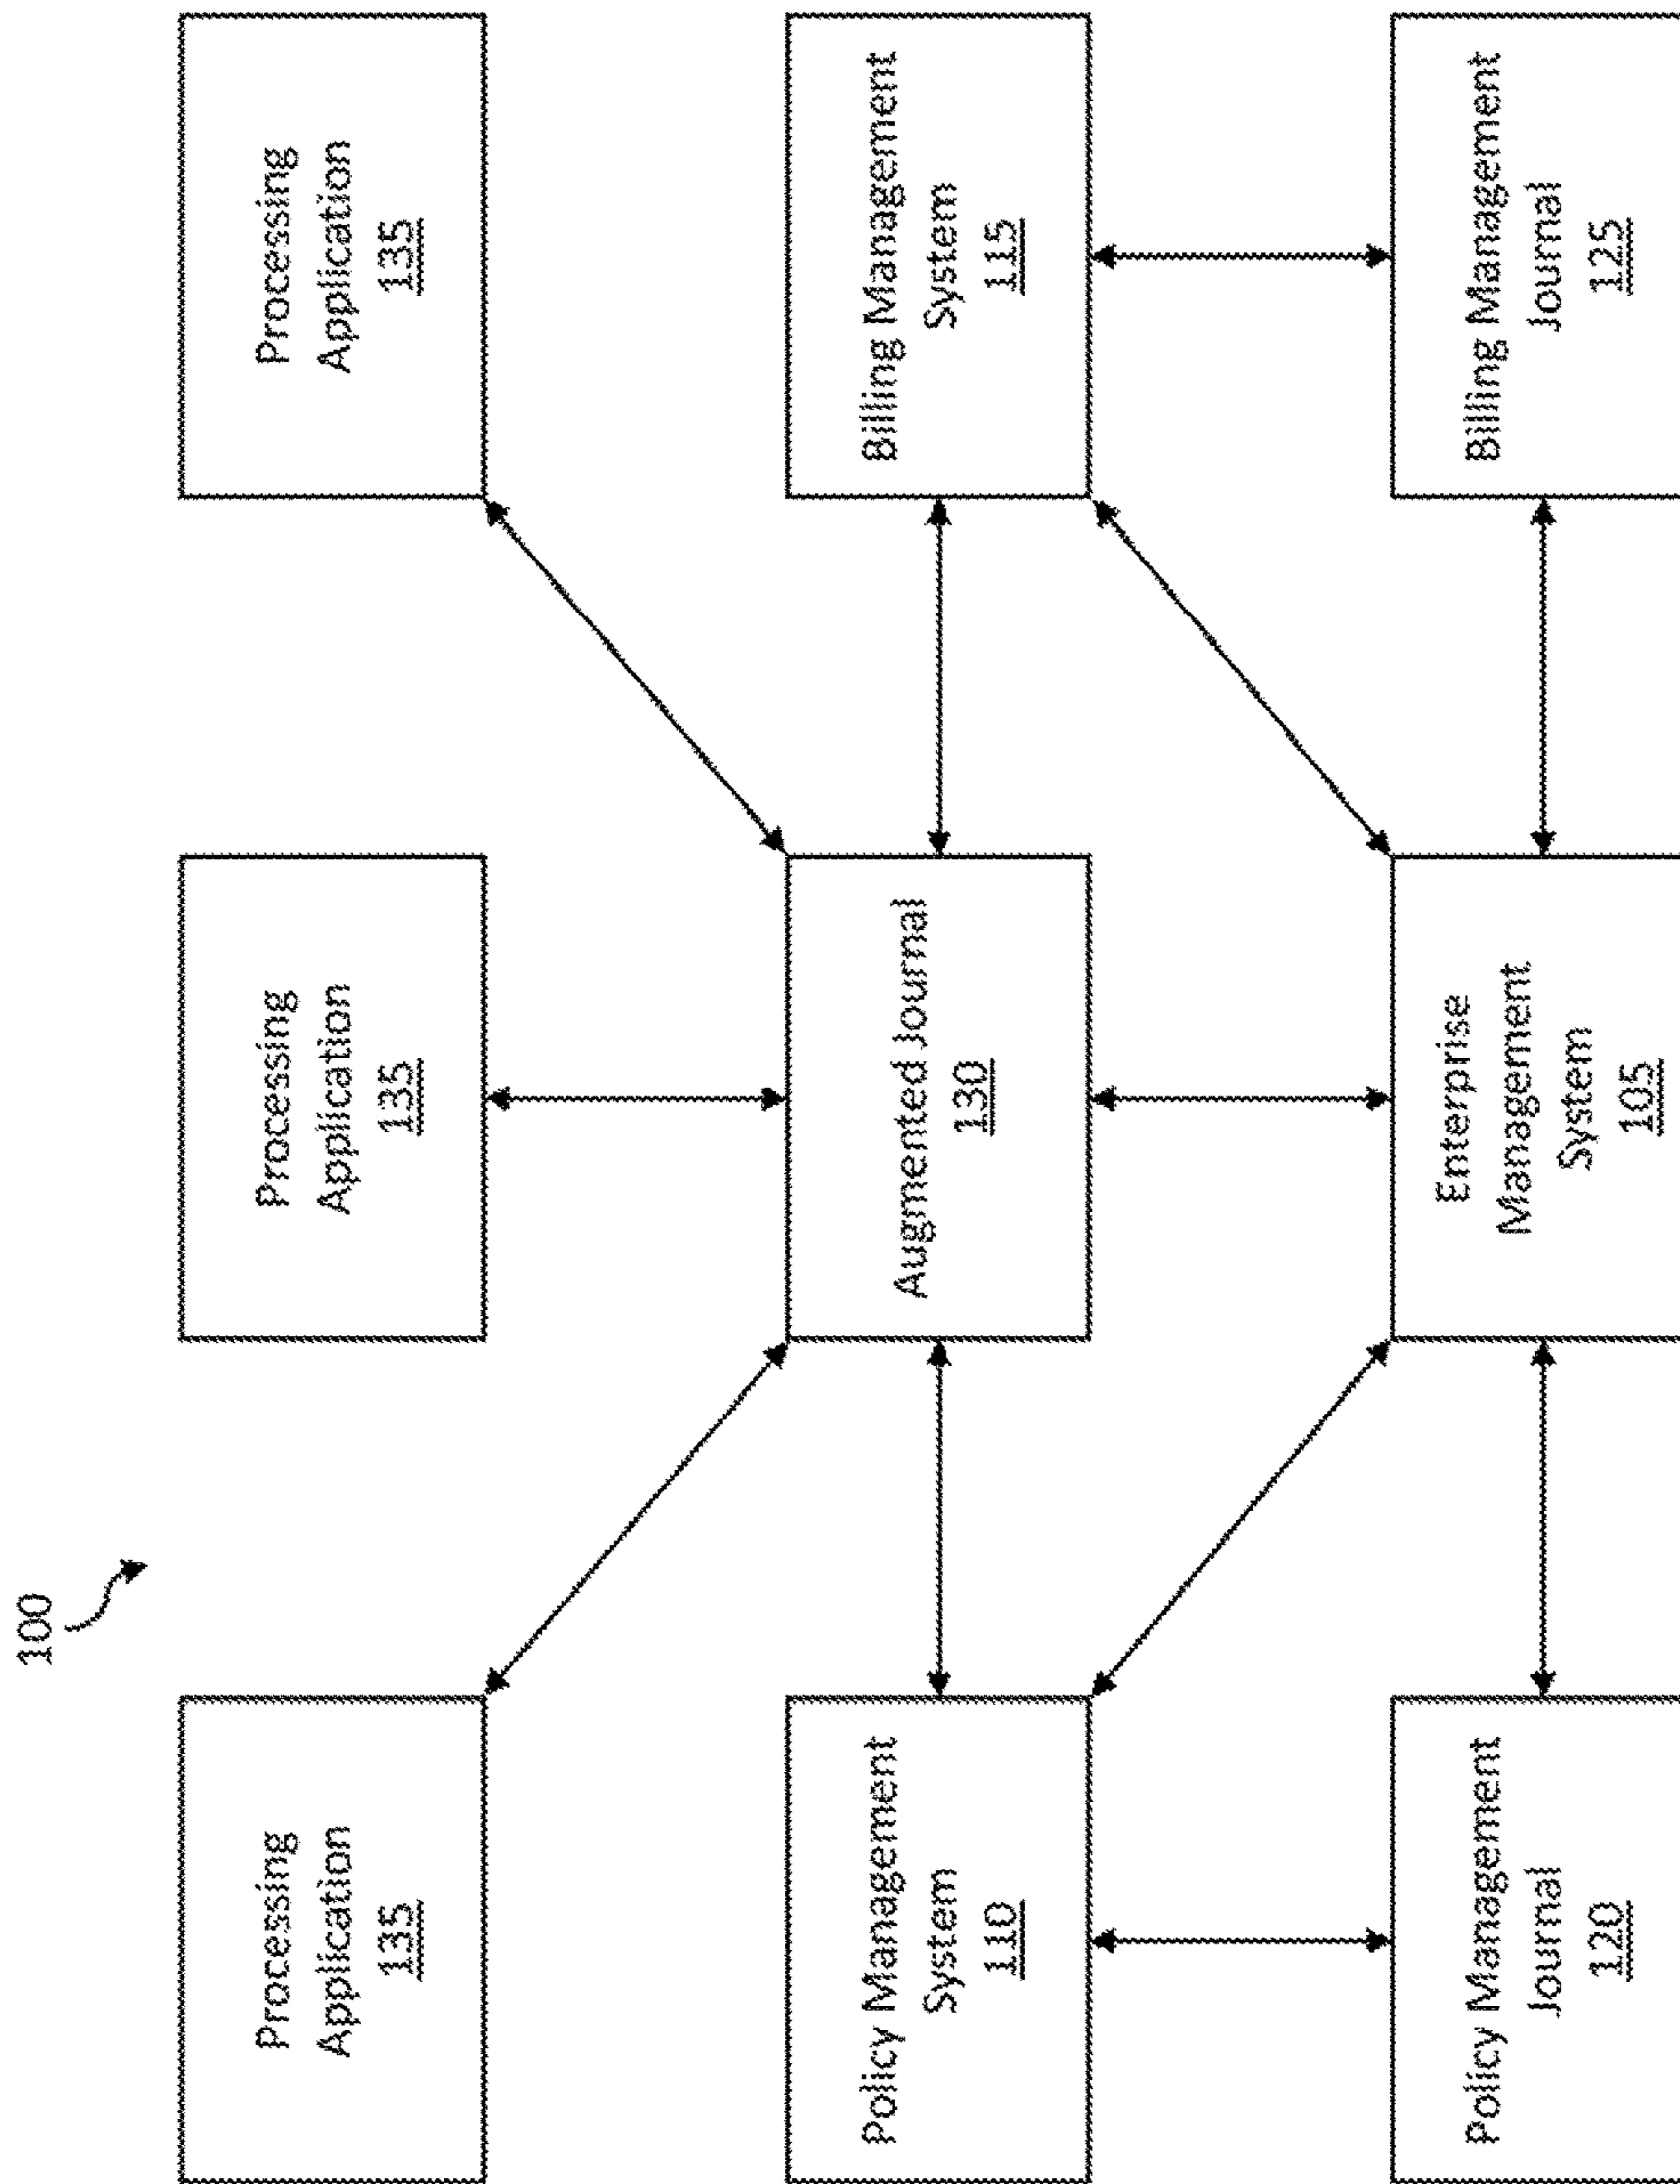 100
Processing
Application
135
Processing
Application
135
Processing
Application
135
Policy Management
System
110
Augmented Journal
130
Billing Management
System
115
Policy Management
Journal
120
Enterprise
Management
System
105
Billing Management
Journal
125